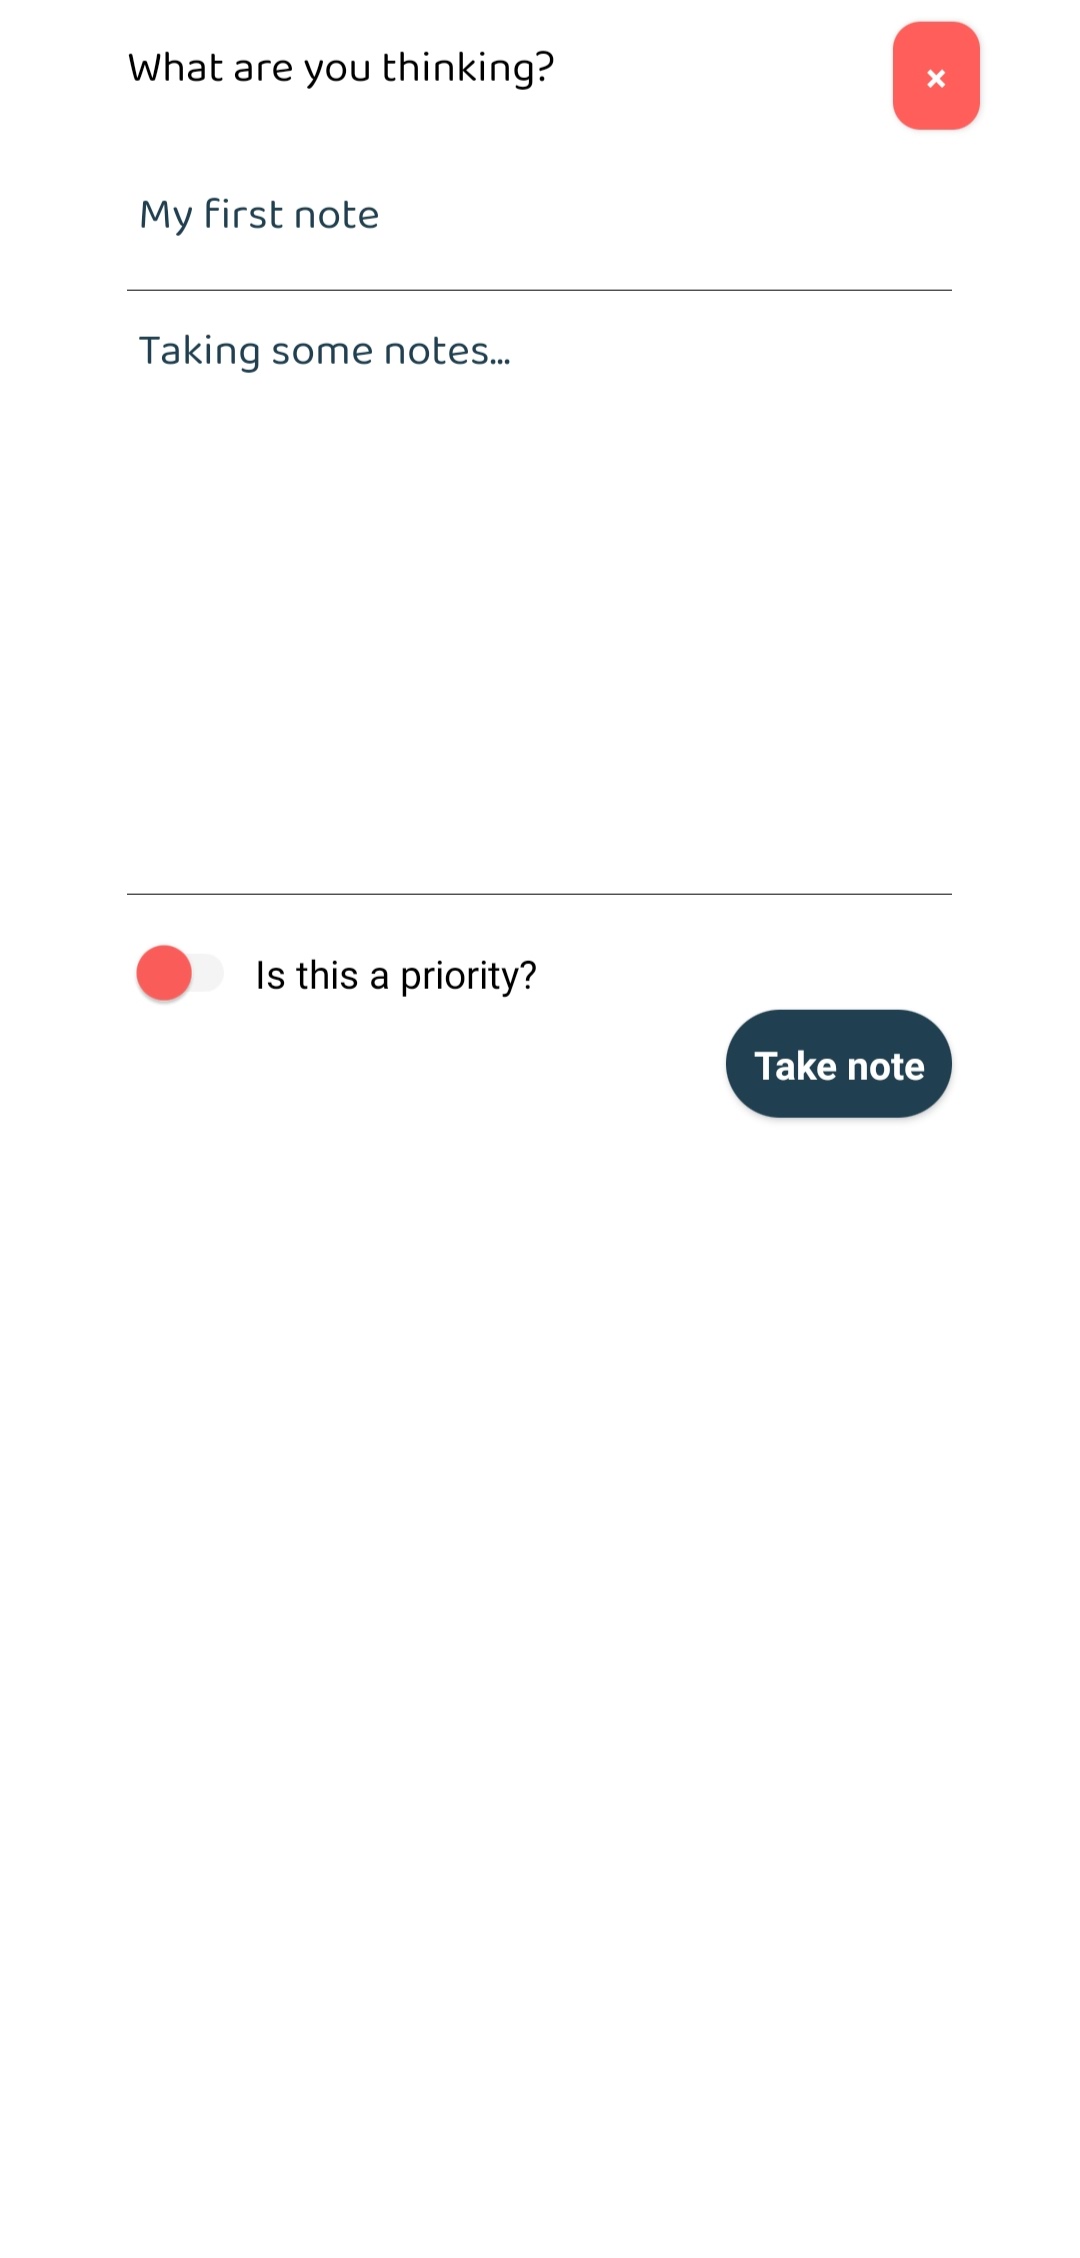 What are you thinking?
×
My first note
Taking some notes...
Is this a priority?
Take note